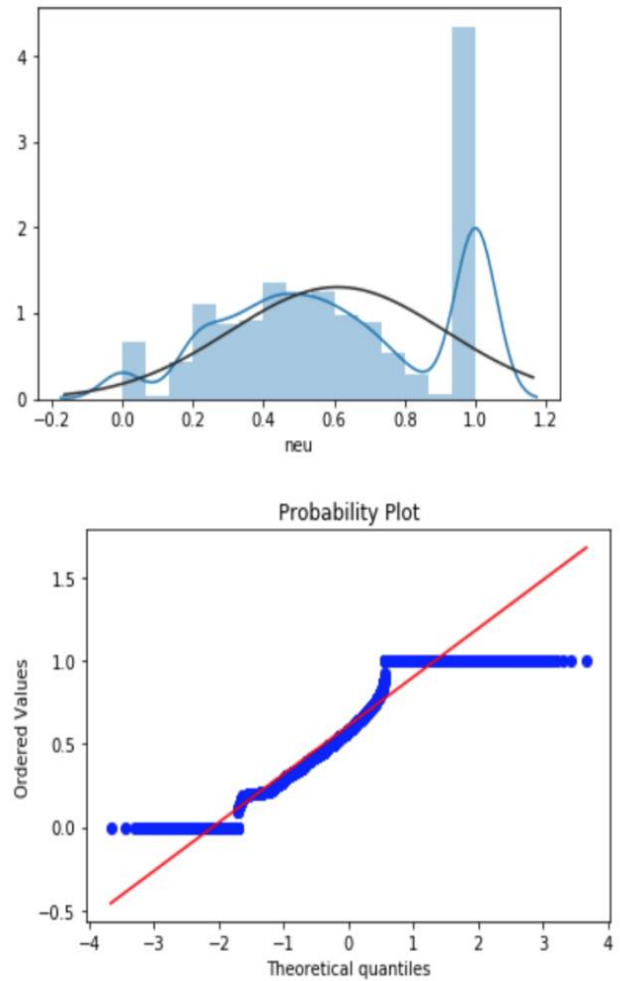 4
3
2
1
0
−0.2 0.0 0.2 0.4 0.6 0.8 1.0 1.2
neu
Probability Plot
1.5
1.0
0.5
0.0
−0.5
Ordered Values
−4 −3 −2 −1 0 1 2 3 4
Theoretical quantiles